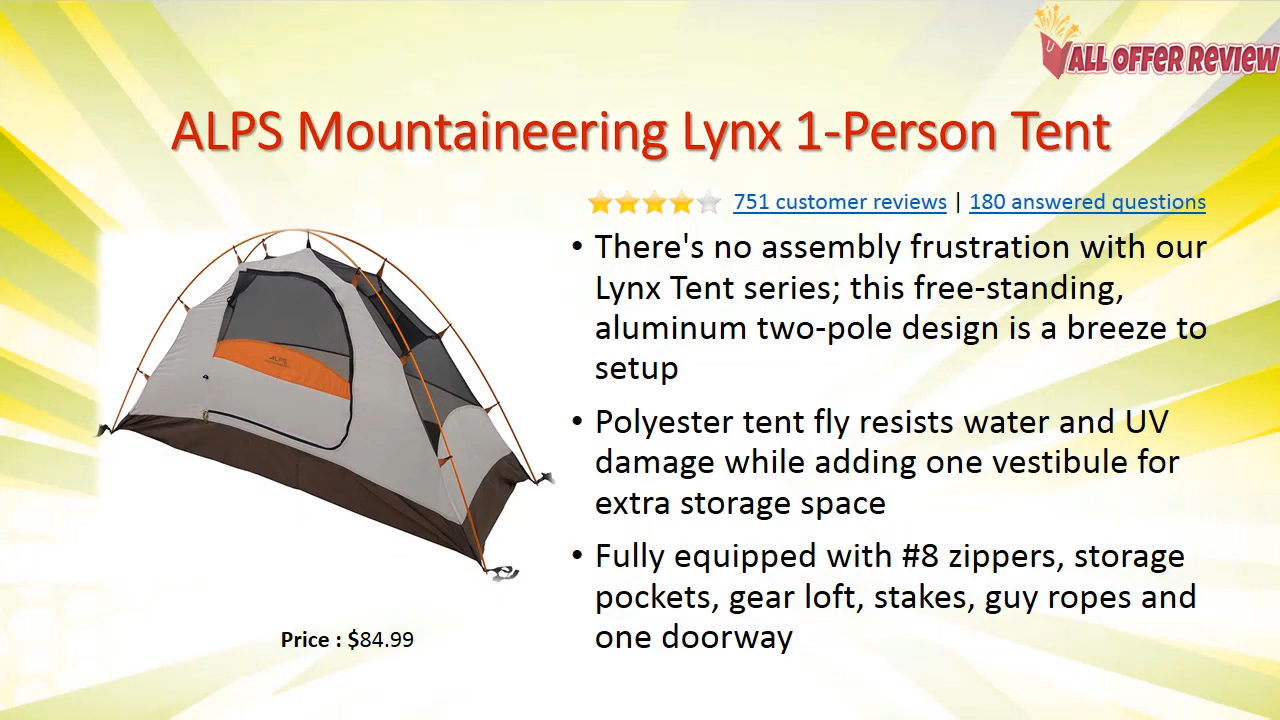 ALL OFFER REVIEW
ALPS Mountaineering Lynx 1-Person Tent
751 customer reviews | 180 answered questions
• There's no assembly frustration with our
Lynx Tent series; this free-standing,
aluminum two-pole design is a breeze to
setup
• Polyester tent fly resists water and UV
damage while adding one vestibule for
extra storage space
• Fully equipped with #8 zippers, storage
pockets, gear loft, stakes, guy ropes and
one doorway
ALPS
Price : $84.99